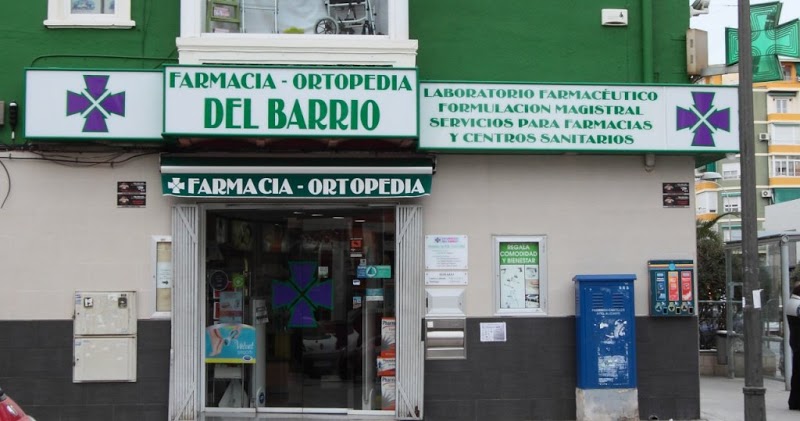 FARMACIA - ORTOPEDIA
DEL BARRIO
LABORATORIO FARMACÉUTICO
FORMULACION MAGISTRAL
SERVICIOS PARA FARMACIAS
Y CENTROS SANITARIOS
FARMACIA - ORTOPEDIA
REGALA
COMODIDAD
Y BIENESTAR